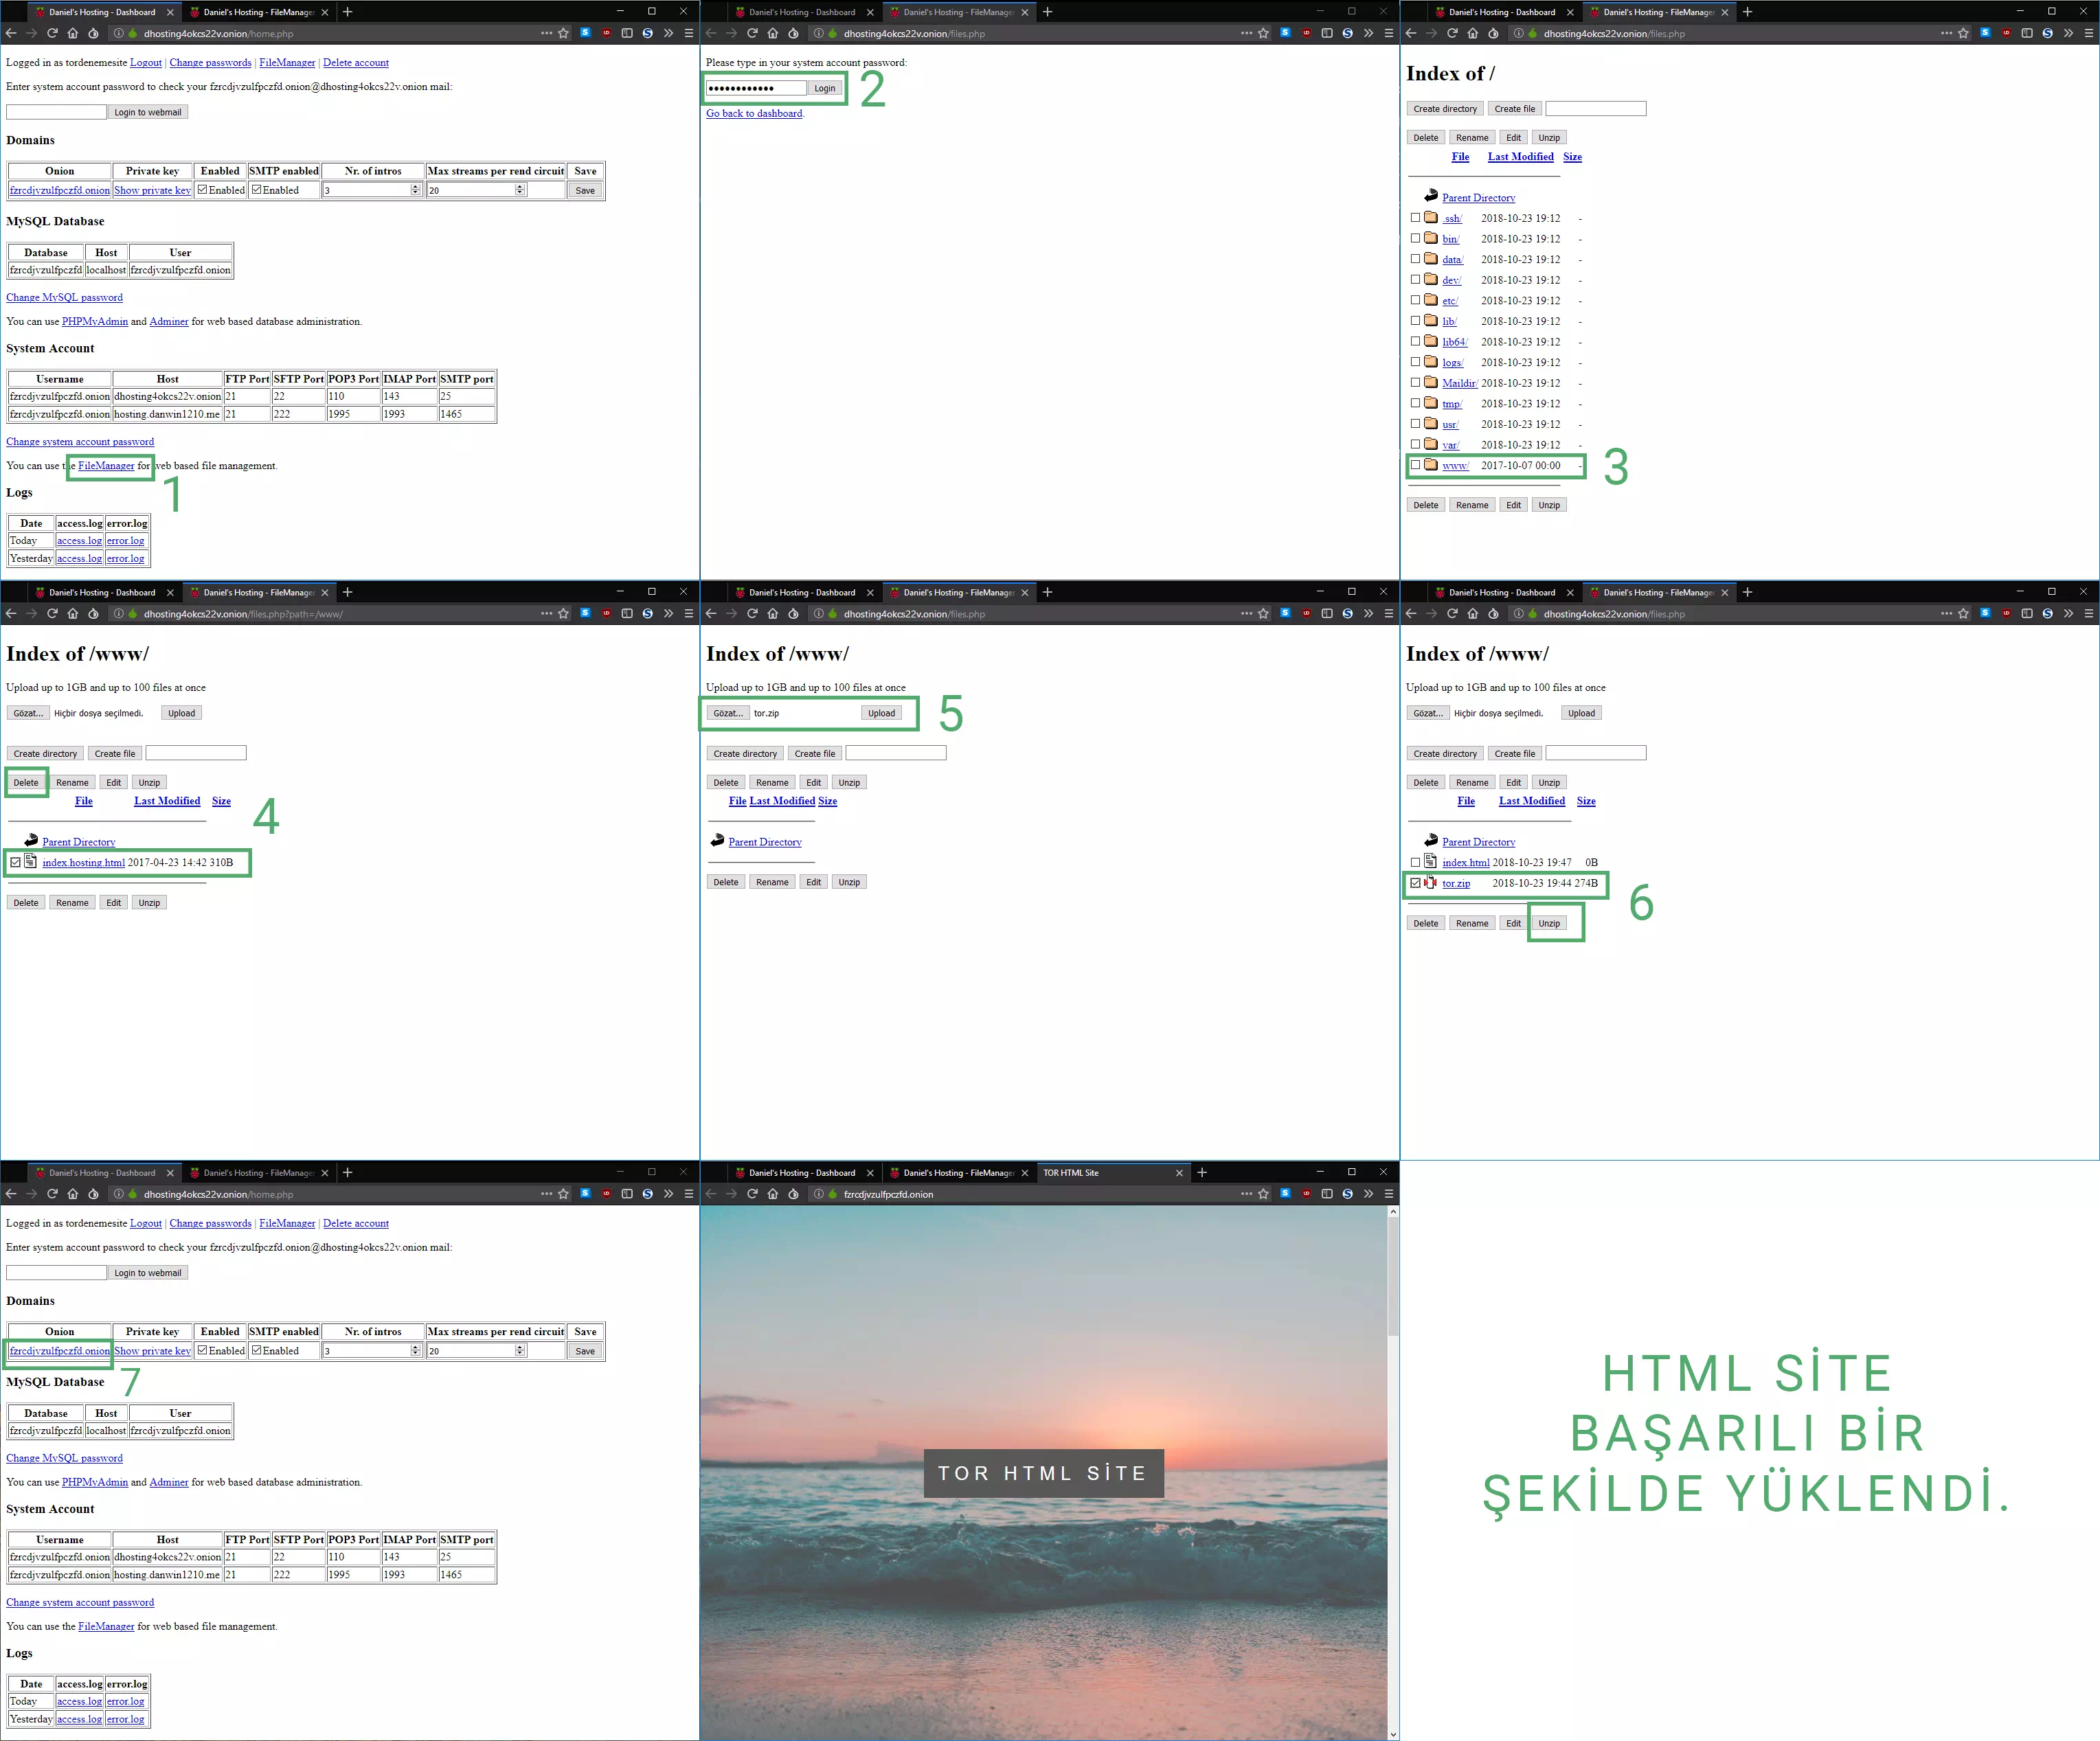 Daniel's Hosting - Dashboard
Daniel's Hosting - FileManager
dhosting4okcs22v.onion/home.php
Logged in as tordenemesite Logout | Change passwords | FileManager | Delete account
Enter system account password to check your fzrcdjvzulfpczfd.onion@dhosting4okcs22v.onion mail:
Login to webmail
Domains
Onion Private key Enabled SMTP enabled Nr. of intros Max streams per rend circuit Save
fzrcdjvzulfpczfd.onion Show private key Enabled Enabled 3 20 Save
MySQL Database
Database Host User
fzrcdjvzulfpczfd localhost fzrcdjvzulfpczfd.onion
Change MySQL password
You can use PHPMyAdmin and Adminer for web based database administration.
System Account
Username Host FTP Port SFTP Port POP3 Port IMAP Port SMTP port
fzrcdjvzulfpczfd.onion dhosting4okcs22v.onion 21 22 110 143 25
fzrcdjvzulfpczfd.onion hosting.danwin1210.me 21 222 1995 1993 1465
Change system account password
You can use the FileManager for web based file management.
1
Logs
Date access.log error.log
Today access.log error.log
Yesterday access.log error.log
Daniel's Hosting - Dashboard
Daniel's Hosting - FileManager
dhosting4okcs22v.onion/files.php
Please type in your system account password:
Login
2
Go back to dashboard.
Daniel's Hosting - Dashboard
Daniel's Hosting - FileManager
dhosting4okcs22v.onion/files.php
Index of /
Create directory Create file
Delete Rename Edit Unzip
File Last Modified Size
Parent Directory
.ssh/ 2018-10-23 19:12 -
bin/ 2018-10-23 19:12 -
data/ 2018-10-23 19:12 -
dev/ 2018-10-23 19:12 -
etc/ 2018-10-23 19:12 -
lib/ 2018-10-23 19:12 -
lib64/ 2018-10-23 19:12 -
logs/ 2018-10-23 19:12 -
Maildir/ 2018-10-23 19:12 -
tmp/ 2018-10-23 19:12 -
usr/ 2018-10-23 19:12 -
var/ 2018-10-23 19:12 -
www/ 2017-10-07 00:00 -
3
Delete Rename Edit Unzip
Daniel's Hosting - Dashboard
Daniel's Hosting - FileManager
dhosting4okcs22v.onion/files.php?path=/www/
Index of /www/
Upload up to 1GB and up to 100 files at once
Gözat... Hiçbir dosya seçilmedi. Upload
Create directory Create file
Delete Rename Edit Unzip
File Last Modified Size
4
Parent Directory
index.hosting.html 2017-04-23 14:42 310B
Delete Rename Edit Unzip
Daniel's Hosting - Dashboard
Daniel's Hosting - FileManager
dhosting4okcs22v.onion/files.php
Index of /www/
Upload up to 1GB and up to 100 files at once
Gözat... tor.zip Upload
5
Create directory Create file
Delete Rename Edit Unzip
File Last Modified Size
Parent Directory
Delete Rename Edit Unzip
Daniel's Hosting - Dashboard
Daniel's Hosting - FileManager
dhosting4okcs22v.onion/files.php
Index of /www/
Upload up to 1GB and up to 100 files at once
Gözat... Hiçbir dosya seçilmedi. Upload
Create directory Create file
Delete Rename Edit Unzip
File Last Modified Size
Parent Directory
index.html 2018-10-23 19:47 0B
tor.zip 2018-10-23 19:44 274B
6
Delete Rename Edit Unzip
Daniel's Hosting - Dashboard
Daniel's Hosting - FileManager
dhosting4okcs22v.onion/home.php
Logged in as tordenemesite Logout | Change passwords | FileManager | Delete account
Enter system account password to check your fzrcdjvzulfpczfd.onion@dhosting4okcs22v.onion mail:
Login to webmail
Domains
Onion Private key Enabled SMTP enabled Nr. of intros Max streams per rend circuit Save
fzrcdjvzulfpczfd.onion Show private key Enabled Enabled 3 20 Save
7
MySQL Database
Database Host User
fzrcdjvzulfpczfd localhost fzrcdjvzulfpczfd.onion
Change MySQL password
You can use PHPMyAdmin and Adminer for web based database administration.
System Account
Username Host FTP Port SFTP Port POP3 Port IMAP Port SMTP port
fzrcdjvzulfpczfd.onion dhosting4okcs22v.onion 21 22 110 143 25
fzrcdjvzulfpczfd.onion hosting.danwin1210.me 21 222 1995 1993 1465
Change system account password
You can use the FileManager for web based file management.
Logs
Date access.log error.log
Today access.log error.log
Yesterday access.log error.log
Daniel's Hosting - Dashboard
Daniel's Hosting - FileManager
TOR HTML Site
fzrcdjvzulfpczfd.onion
TOR HTML SİTE
HTML SİTE
BAŞARILI BİR
ŞEKİLDE YÜKLENDİ.